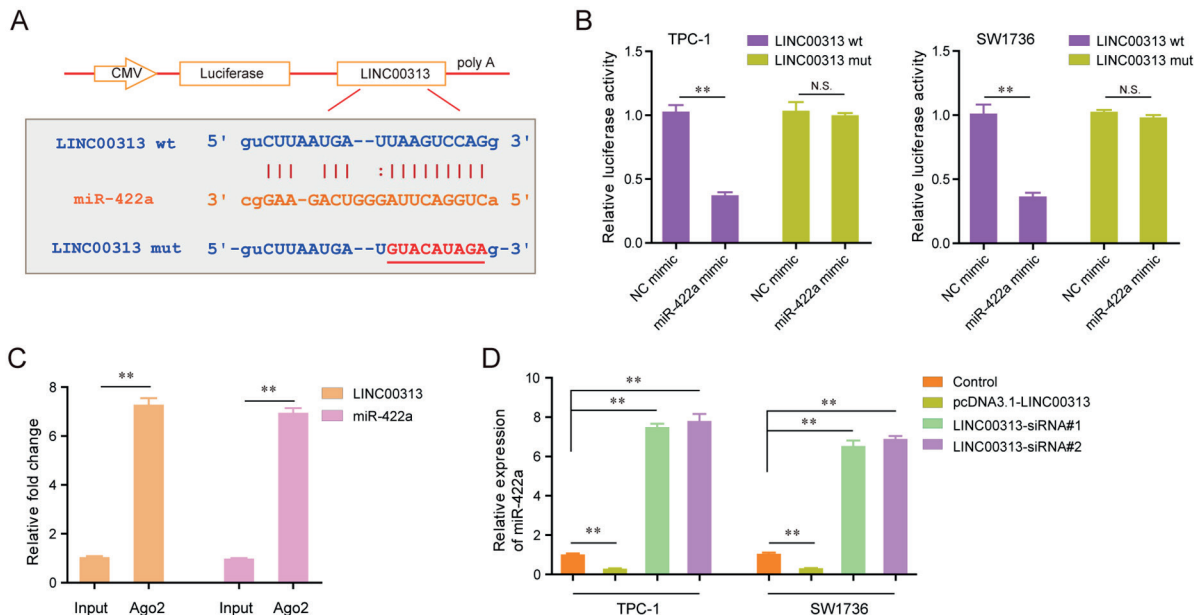 A
CMV
Luciferase
LINC00313
poly A
LINC00313 wt 5' guCUUAAUGA--UUAAGUCCAGg 3'
miR-422a 3' cgGAA-GACUGGGAUUCAGGUCa 5'
LINC00313 mut 5'-guCUUAAUGA--UGUACAUAGAg-3'
B
TPC-1
LINC00313 wt
LINC00313 mut
Relative luciferase activity
1.5
1.0
0.5
0.0
**
N.S.
NC mimic
miR-422a mimic
NC mimic
miR-422a mimic
SW1736
LINC00313 wt
LINC00313 mut
Relative luciferase activity
1.5
1.0
0.5
0.0
**
N.S.
NC mimic
miR-422a mimic
NC mimic
miR-422a mimic
C
Relative fold change
8
6
4
2
0
**
**
LINC00313
miR-422a
Input
Ago2
Input
Ago2
D
Relative expression
of miR-422a
10
8
6
4
2
0
**
**
**
**
**
**
Control
pcDNA3.1-LINC00313
LINC00313-siRNA#1
LINC00313-siRNA#2
TPC-1
SW1736